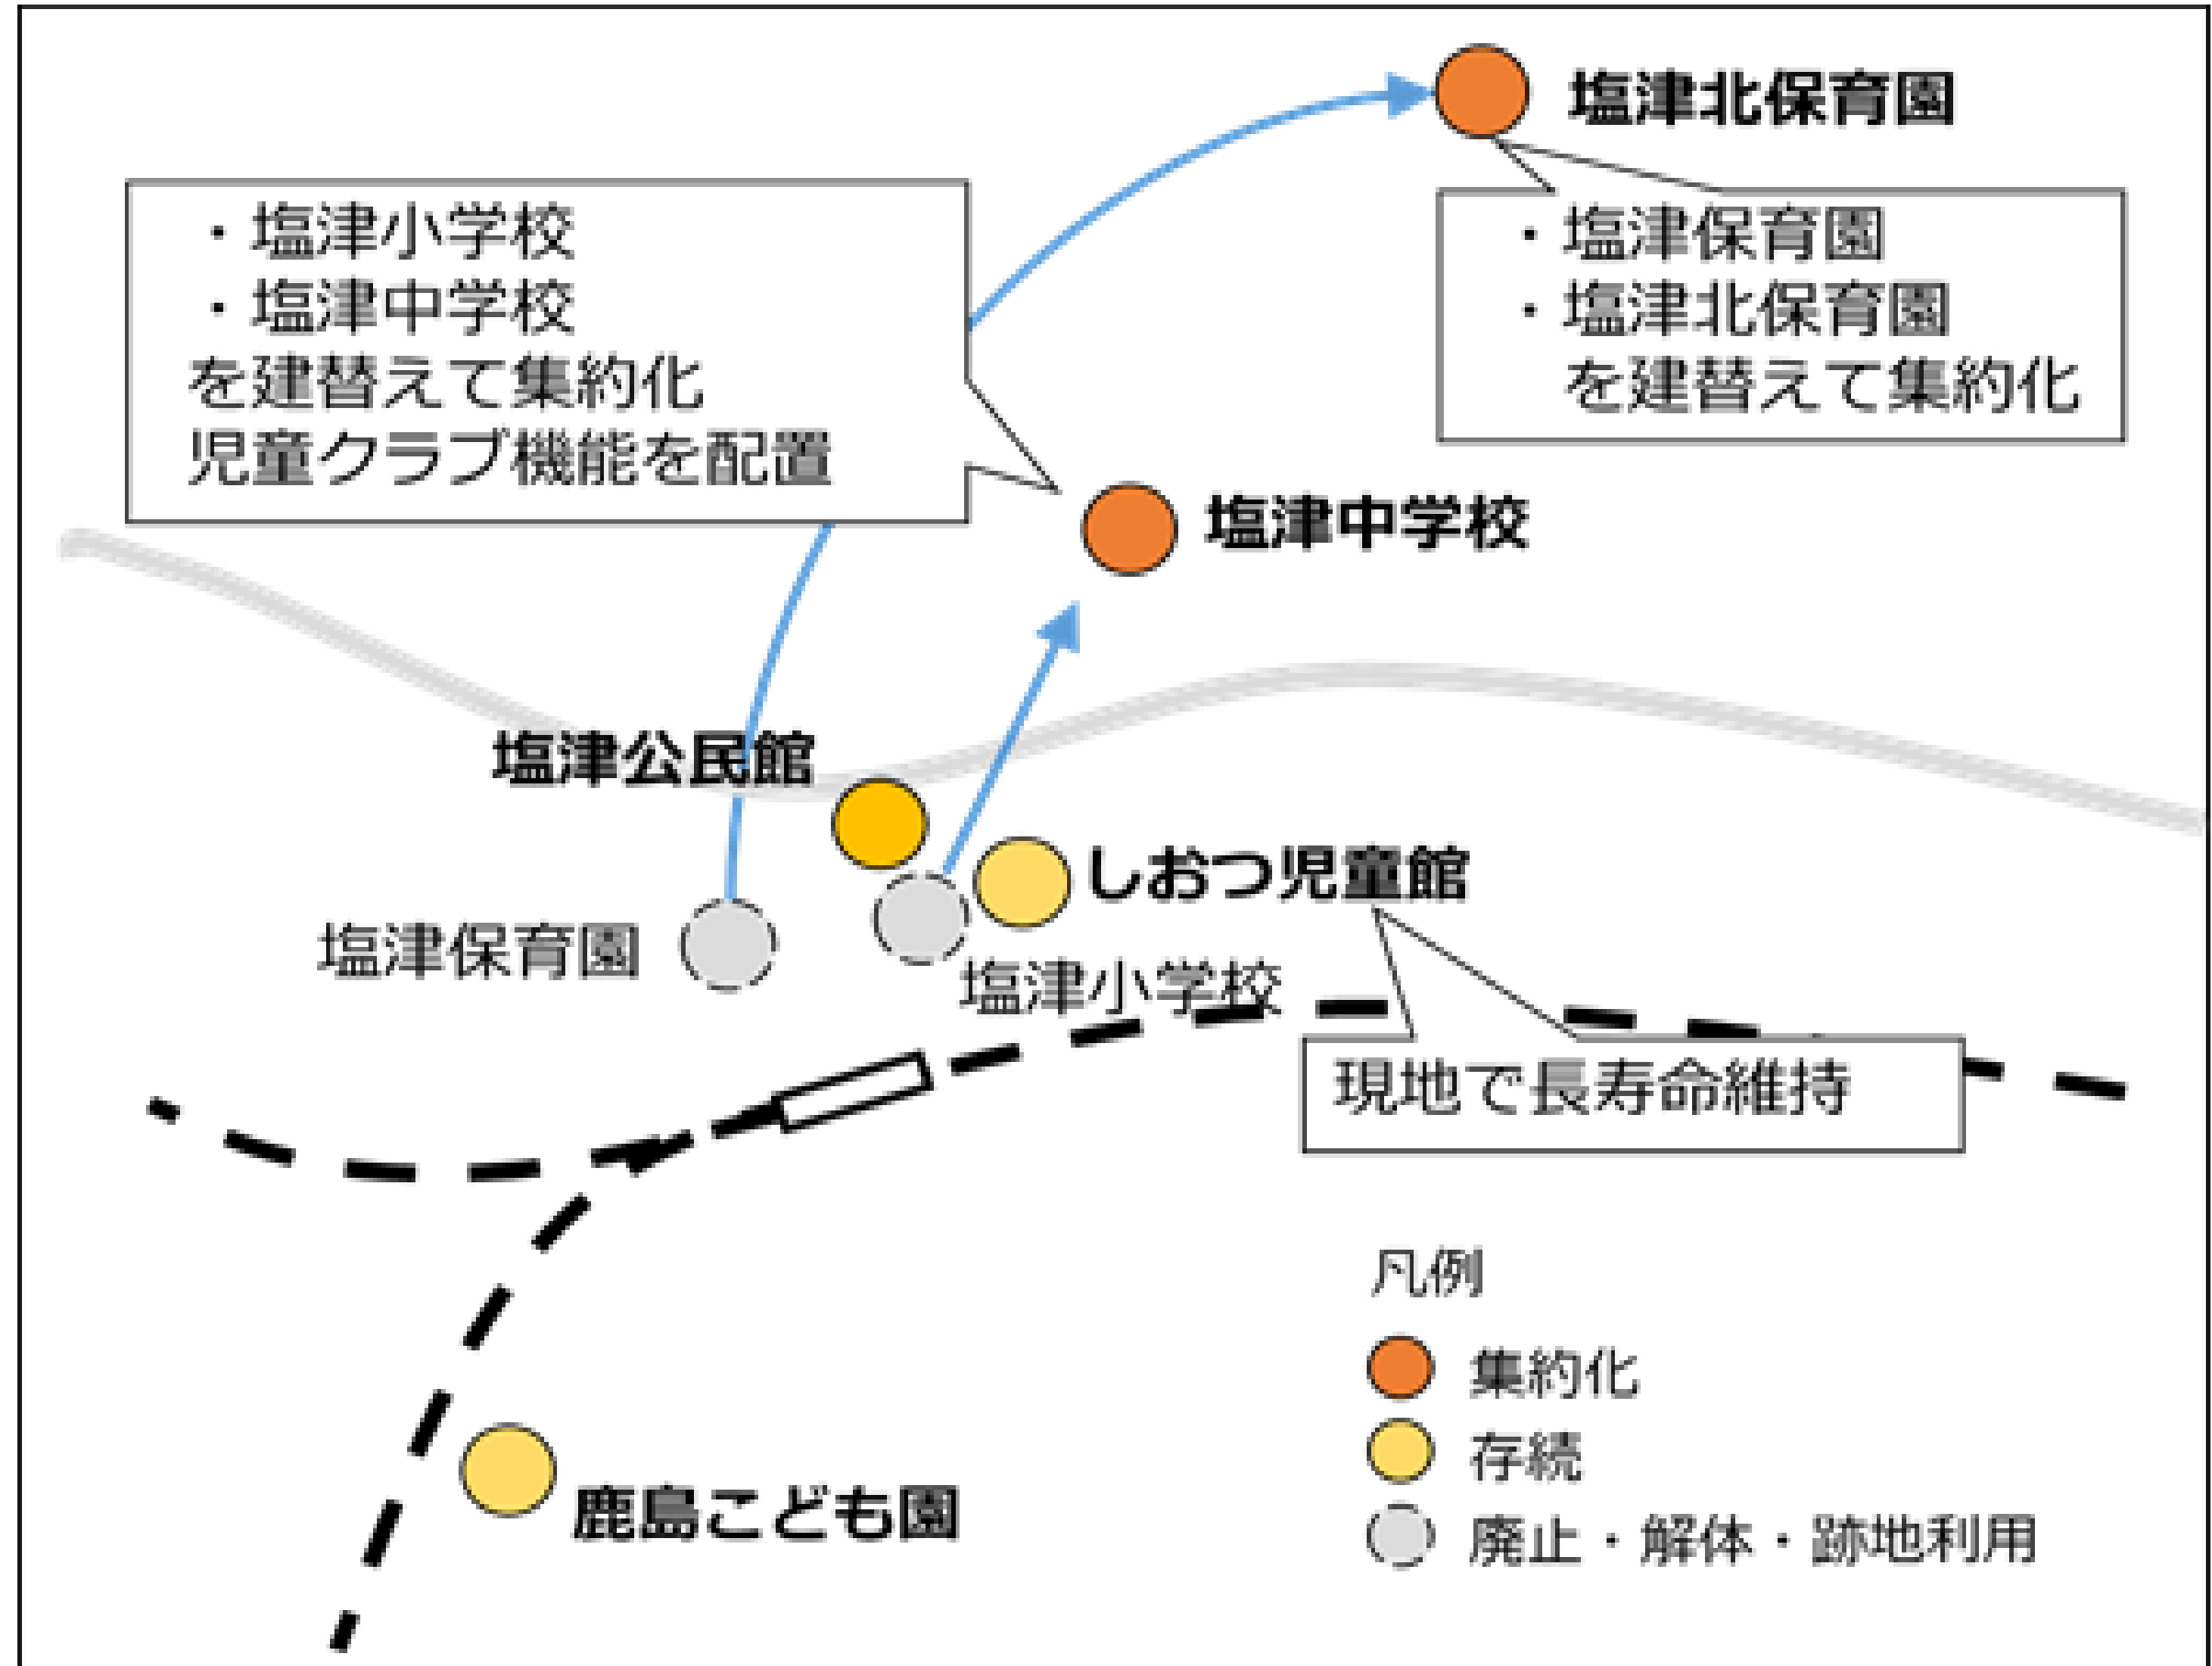 塩津北保育園
・塩津小学校
・塩津中学校
を建替えて集約化
児童クラブ機能を配置
・塩津保育園
・塩津北保育園
を建替えて集約化
塩津中学校
塩津公民館
しおつ児童館
塩津保育園
塩津小学校
現地で長寿命維持
凡例
集約化
存続
廃止・解体・跡地利用
鹿島こども園